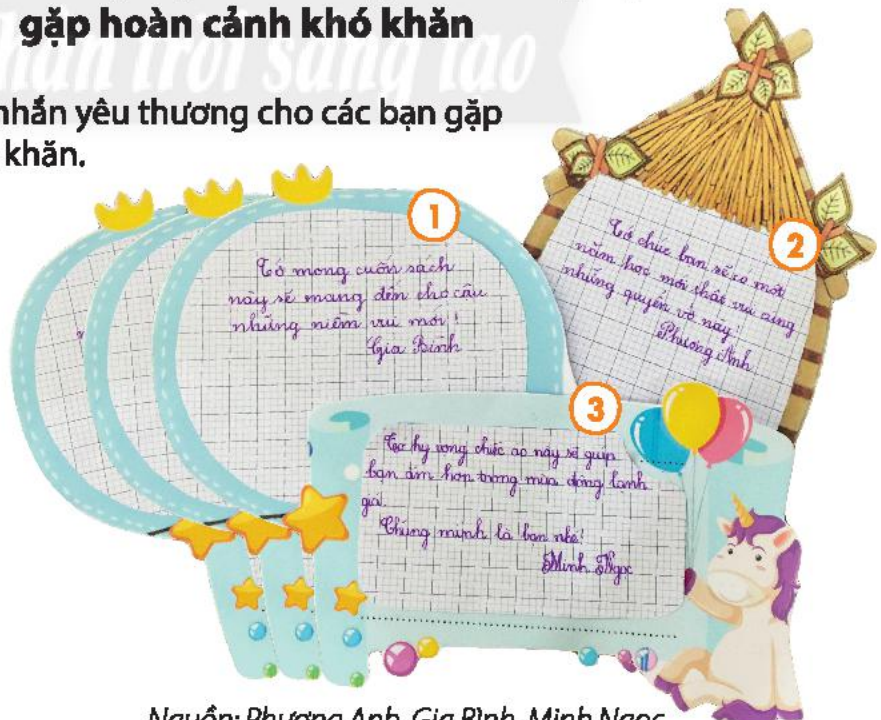 gặp hoàn cảnh khó khăn
hân trời sáng tạo
nhắn yêu thương cho các bạn gặp
khăn.
1
Tớ mong cuốn sách
này sẽ mang đến cho cậu
những niềm vui mới!
Gia Bình
2
Tớ chúc bạn sẽ có một
năm học mới thật vui cùng
những quyển vở này!
Phương Anh
3
Tớ hy vọng chiếc áo này sẽ giúp
bạn ấm hơn trong mùa đông lạnh
giá!
Chúng mình là bạn nhé!
Minh Ngọc
Nguồn: Phương Anh, Gia Bình, Minh Ngọc